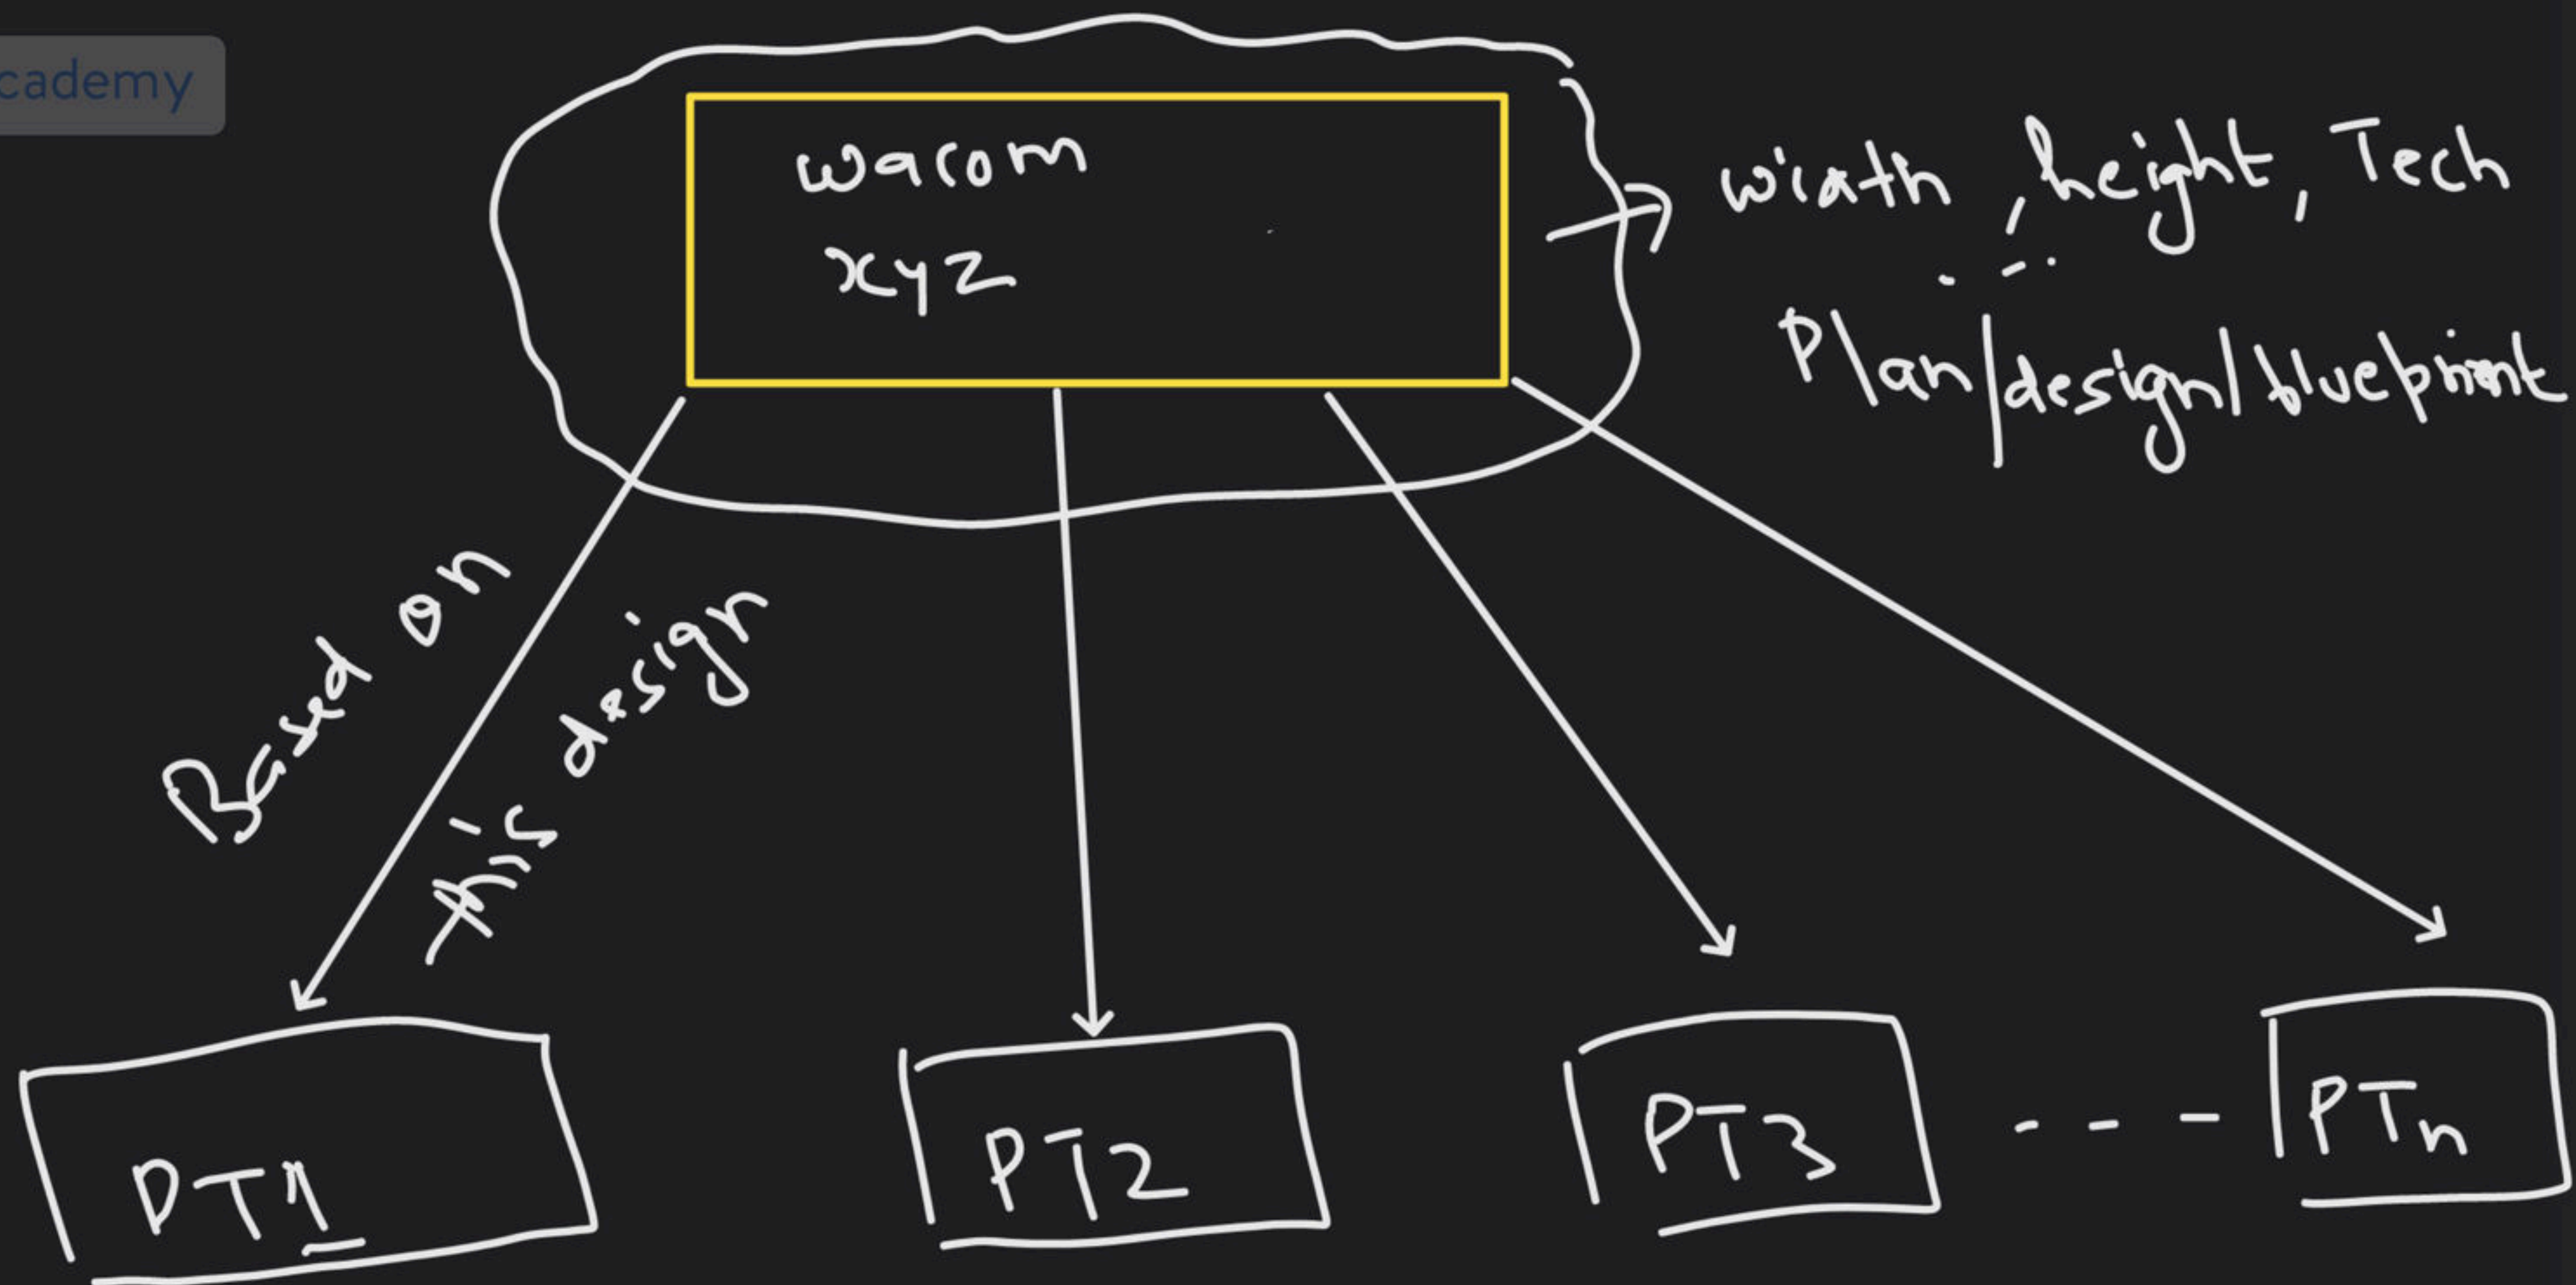 cademy
wacom
xyz
width, height, Tech
. - .
Plan/design/blueprint
Based on
this design
PT1
PT2
PT3
- - -
PTn